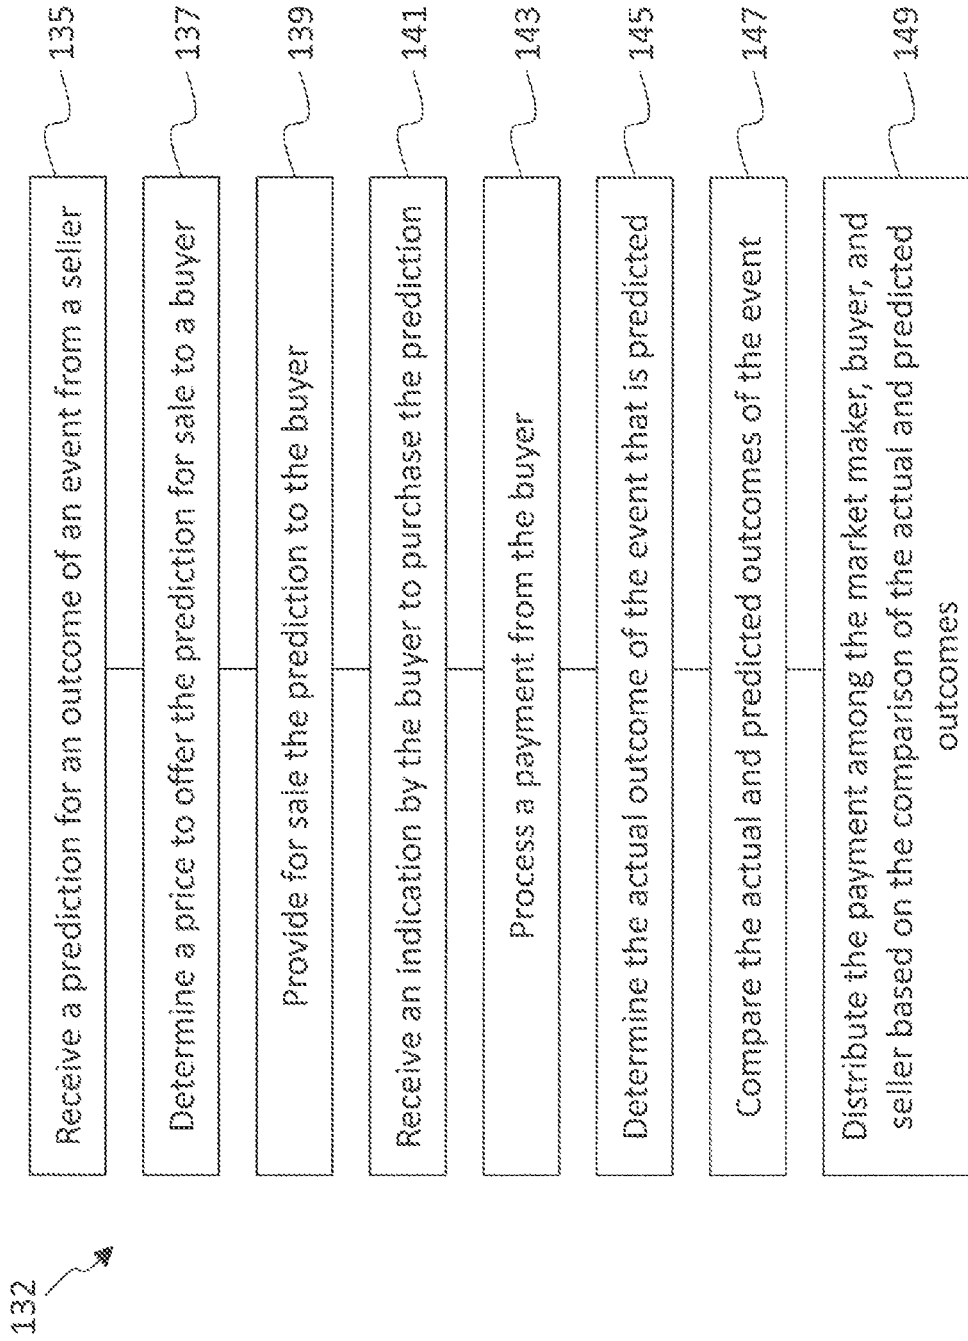 132
Receive a prediction for an outcome of an event from a seller
135
Determine a price to offer the prediction for sale to a buyer
137
Provide for sale the prediction to the buyer
139
Receive an indication by the buyer to purchase the prediction
141
Process a payment from the buyer
143
Determine the actual outcome of the event that is predicted
145
Compare the actual and predicted outcomes of the event
147
Distribute the payment among the market maker, buyer, and
seller based on the comparison of the actual and predicted
outcomes
149